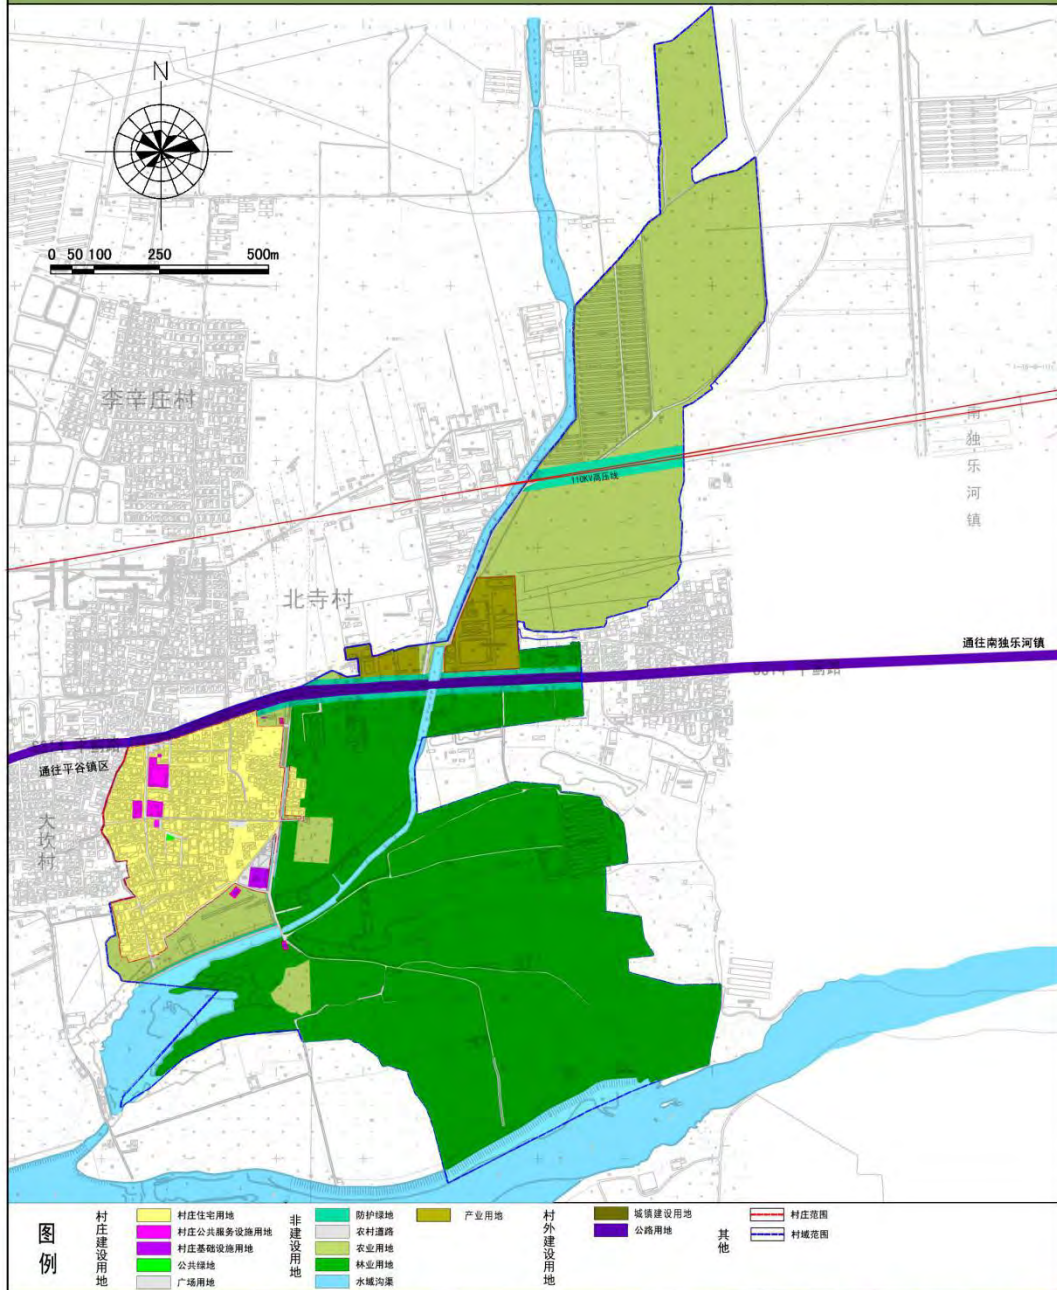 N
0 50 100 250 500m
李辛庄村
南独乐河镇
110KV高压线
北寺村
北寺村
通往南独乐河镇
通往平谷镇区
大坎村
图例
村庄建设用地
村庄住宅用地
村庄公共服务设施用地
村庄基础设施用地
公共绿地
广场用地
非建设用地
防护绿地
农村道路
农业用地
林业用地
水域沟渠
产业用地
村外建设用地
城镇建设用地
公路用地
其他
村庄范围
村域范围